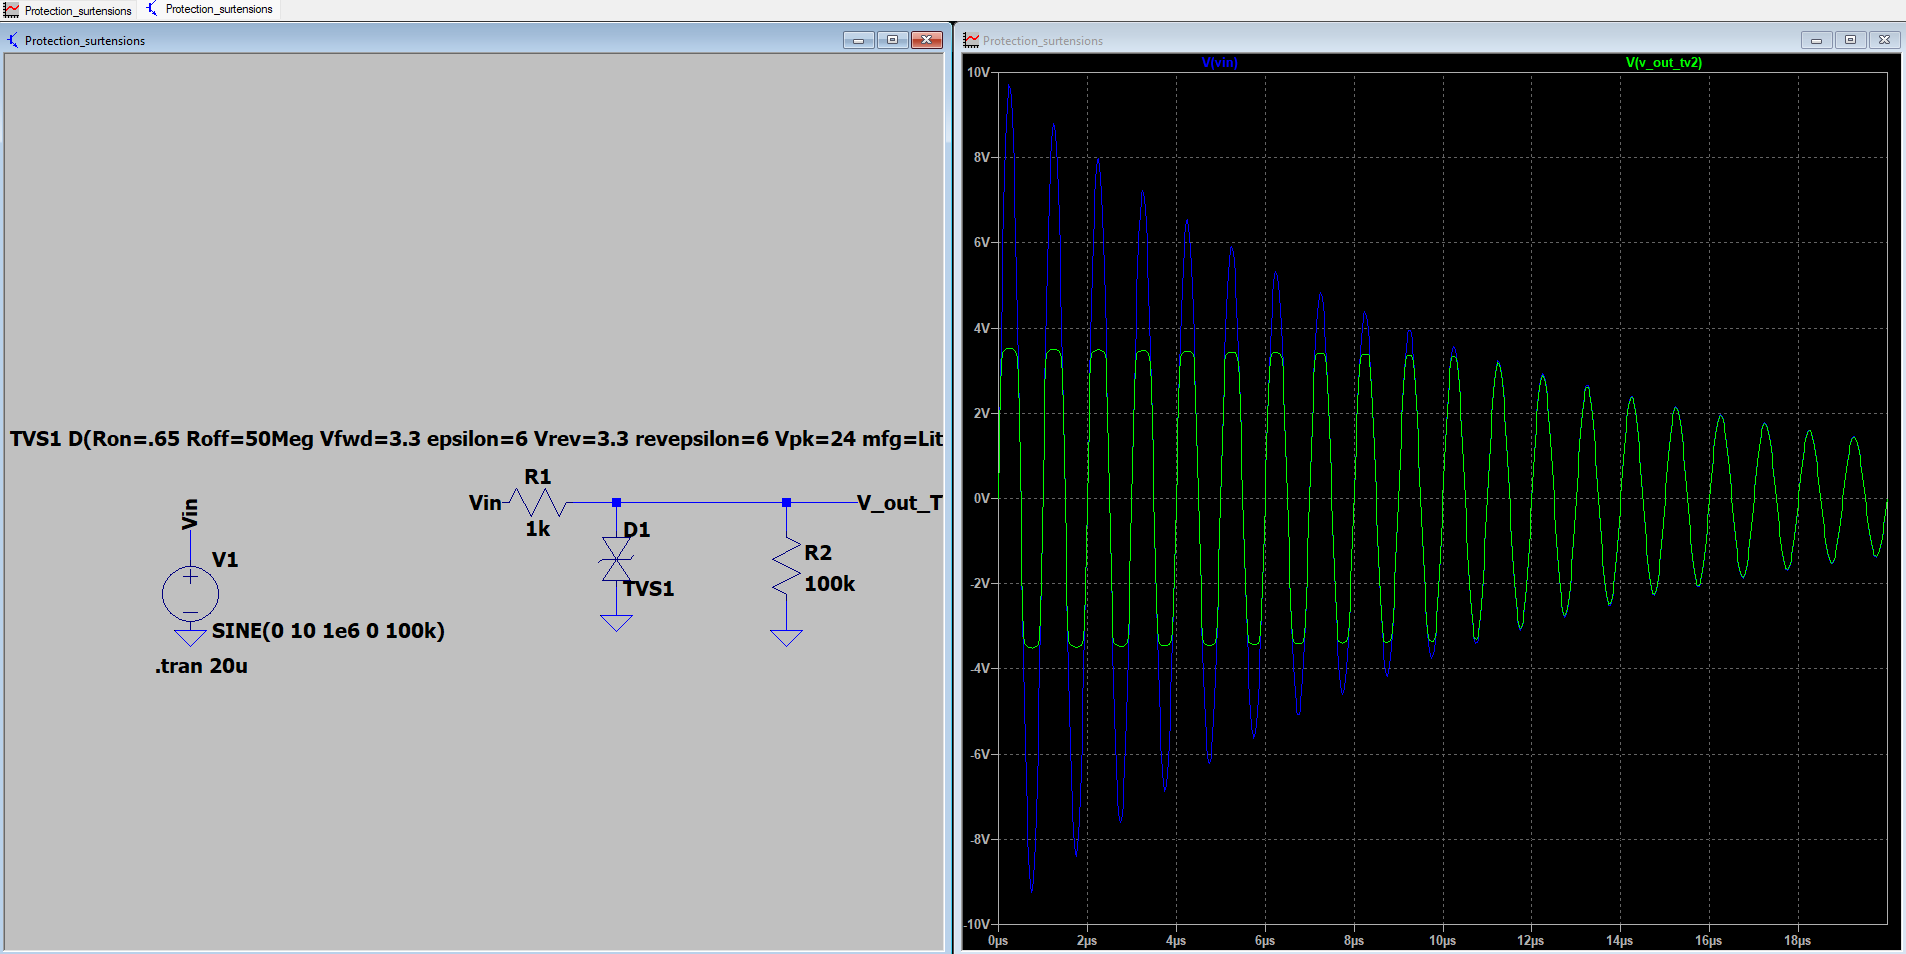 Protection_surtensions
Protection_surtensions
Protection_surtensions
TVS1 D(Ron=.65 Roff=50Meg Vfwd=3.3 epsilon=6 Vrev=3.3 revepsilon=6 Vpk=24 mfg=Lit
Vin
V1
SINE(0 10 1e6 0 100k)
.tran 20u
R1
Vin
1k
V_out_T
D1
TVS1
R2
100k
Protection_surtensions
V(vin)
V(v_out_tv2)
10V
8V
6V
4V
2V
0V
-2V
-4V
-6V
-8V
-10V
0µs
2µs
4µs
6µs
8µs
10µs
12µs
14µs
16µs
18µs